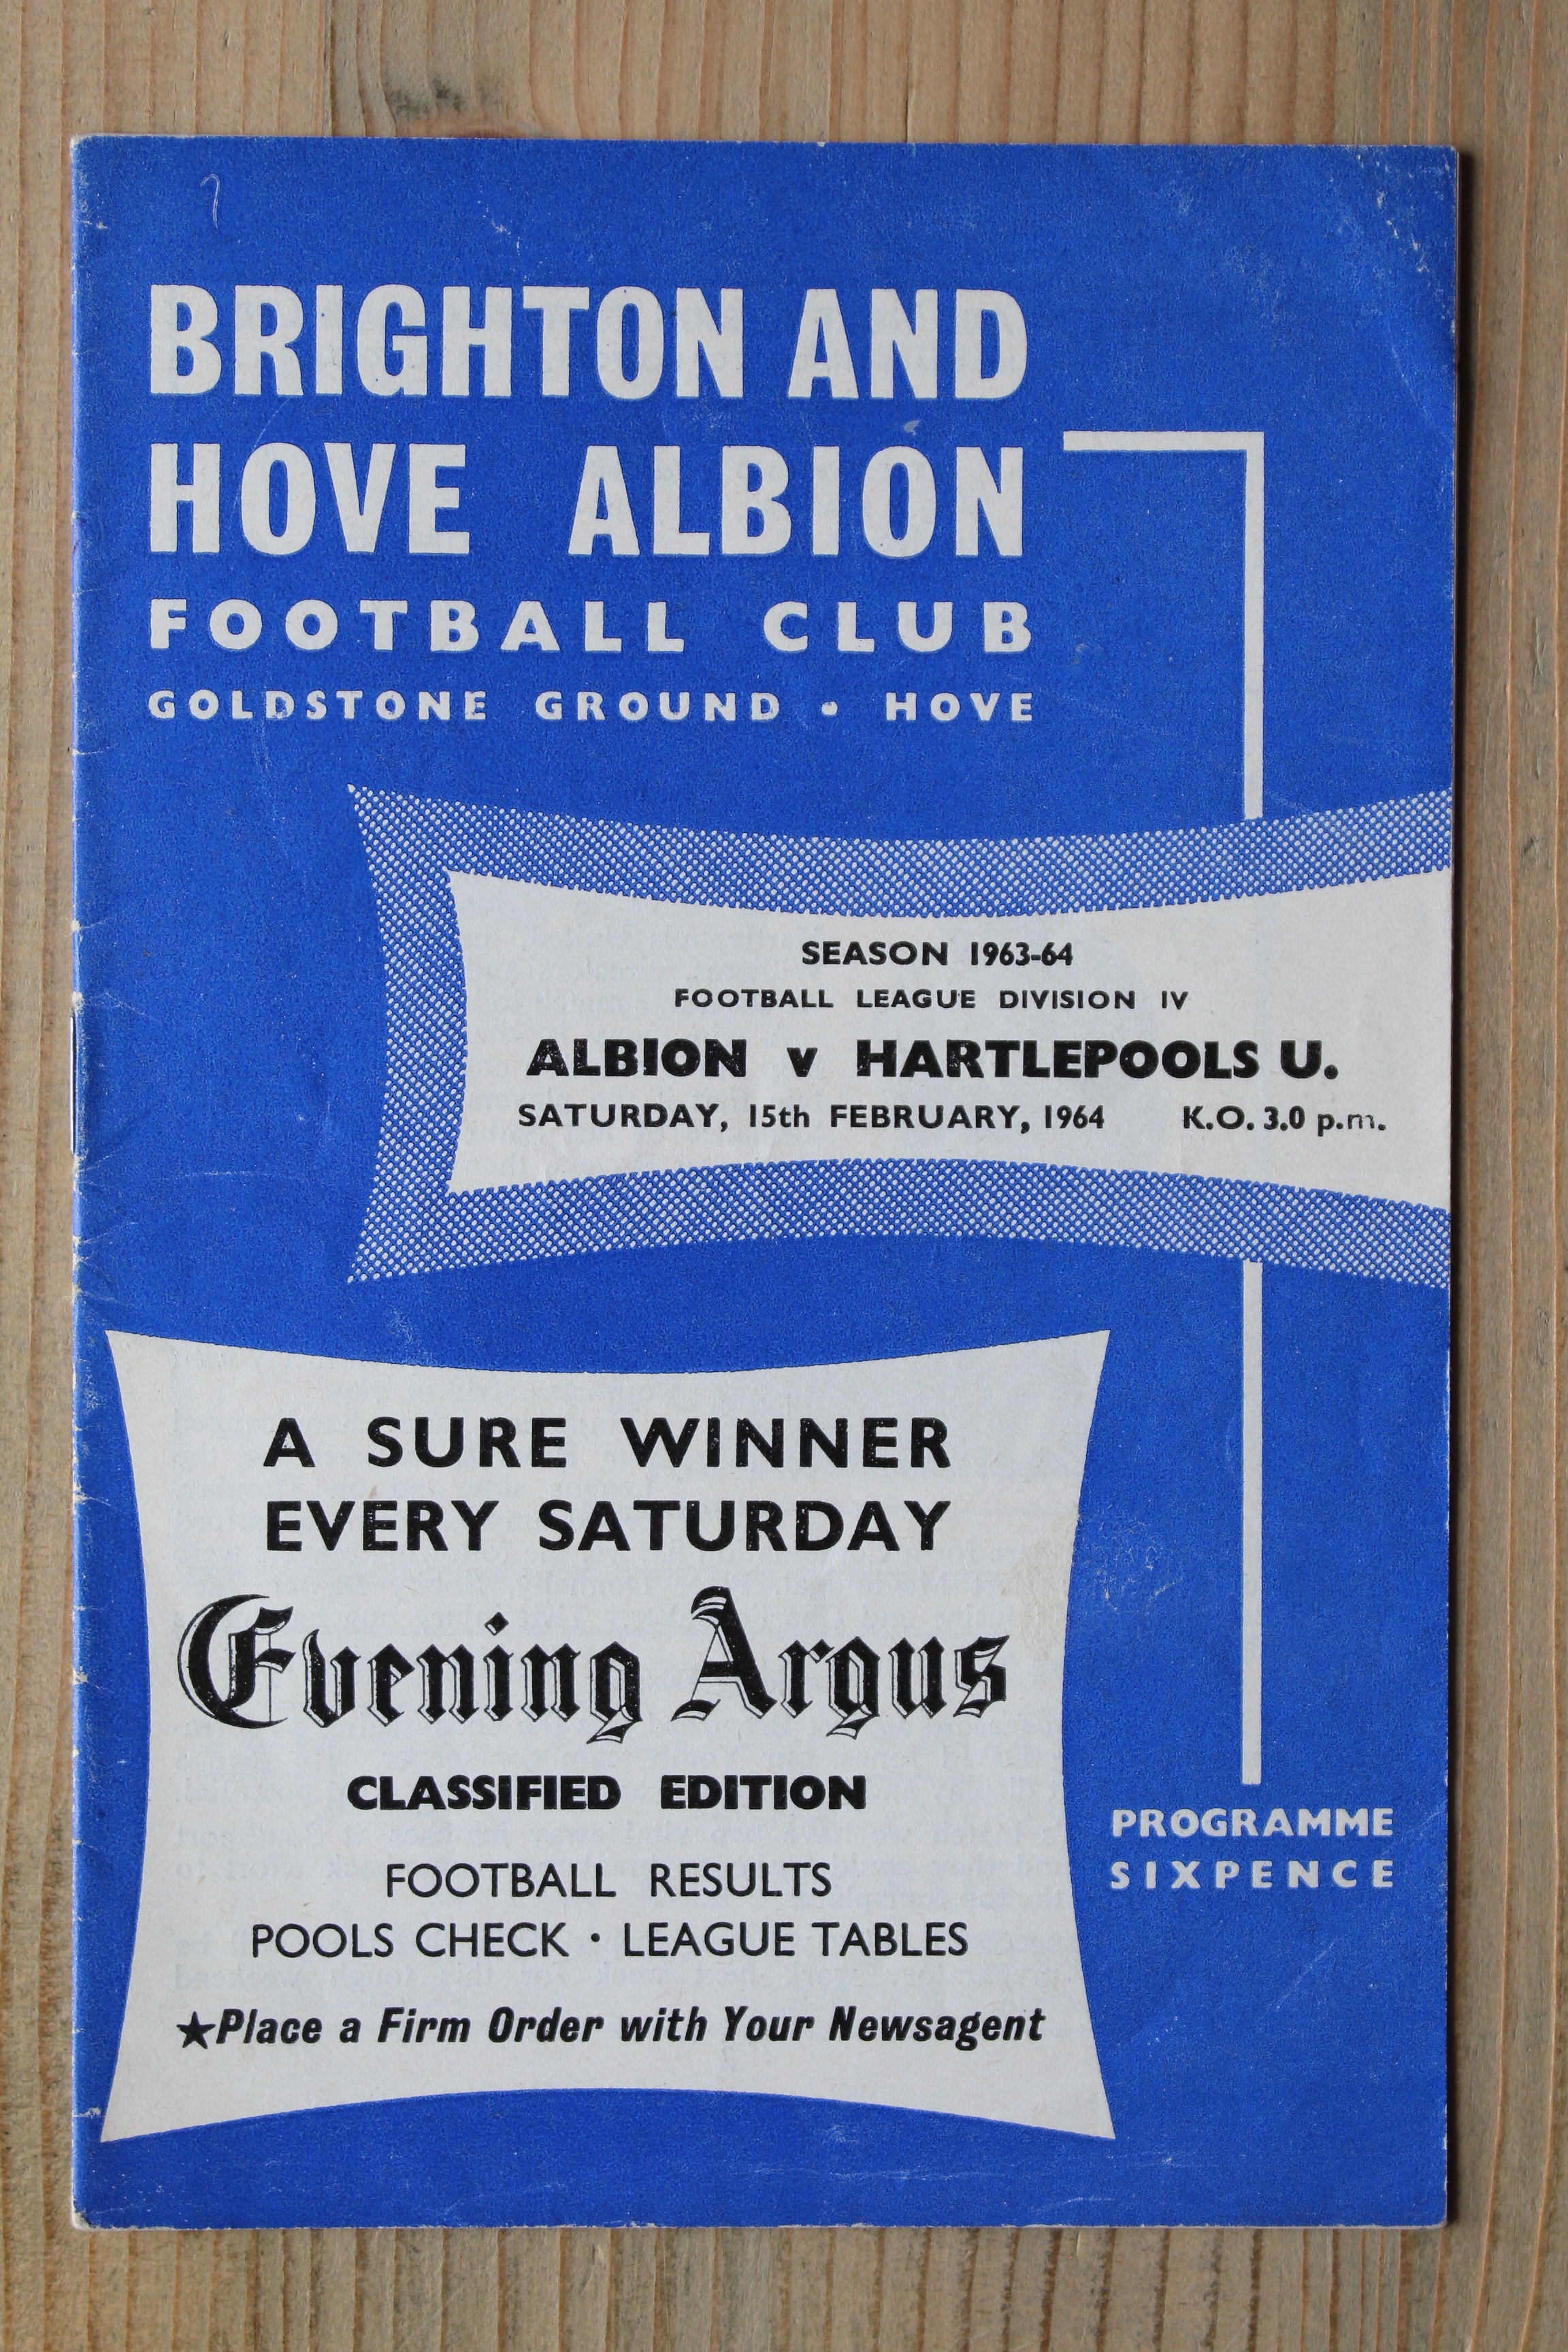 BRIGHTON AND
HOVE ALBION
FOOTBALL CLUB
GOLDSTONE GROUND • HOVE
SEASON 1963-64
FOOTBALL LEAGUE DIVISION IV
ALBION v HARTLEPOOLS U.
SATURDAY, 15th FEBRUARY, 1964 K.O. 3.0 p.m.
A SURE WINNER
EVERY SATURDAY
Evening Argus
CLASSIFIED EDITION
FOOTBALL RESULTS
POOLS CHECK • LEAGUE TABLES
★Place a Firm Order with Your Newsagent
PROGRAMME
SIXPENCE